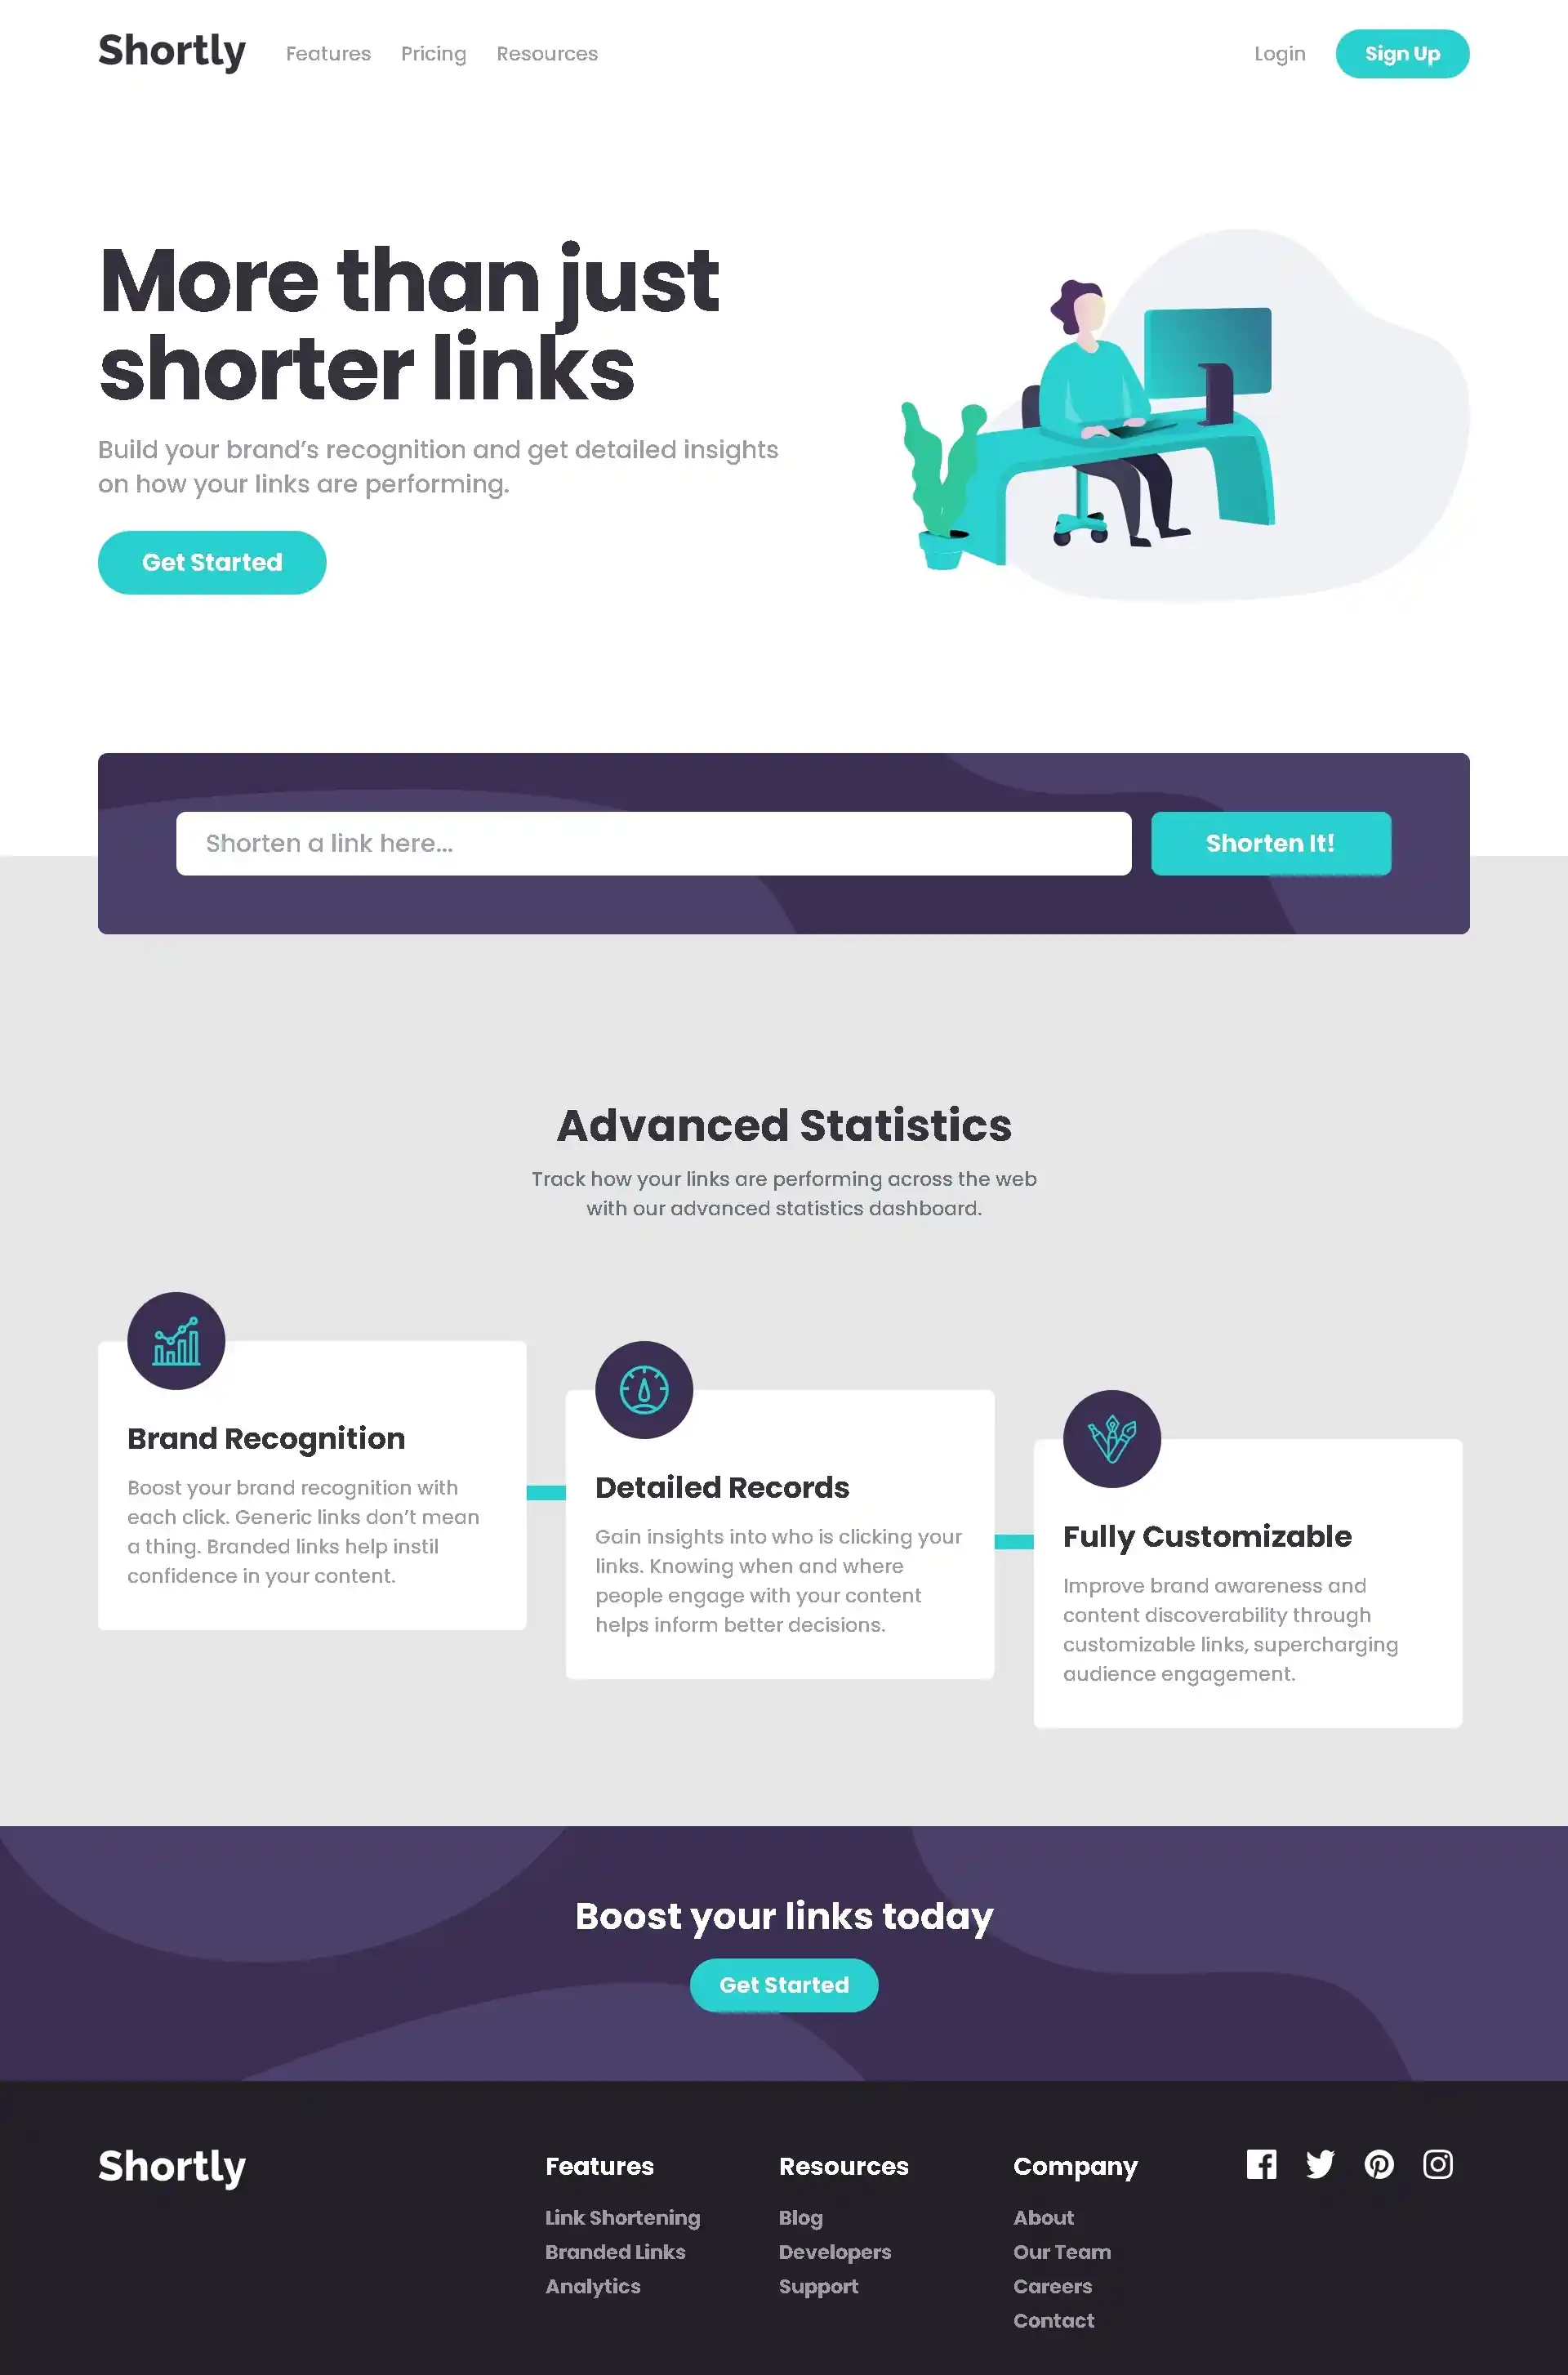 Shortly
Features
Pricing
Resources
Login
Sign Up
More than just
shorter links
Build your brand’s recognition and get detailed insights
on how your links are performing.
Get Started
Shorten a link here...
Shorten It!
Advanced Statistics
Track how your links are performing across the web
with our advanced statistics dashboard.
Brand Recognition
Boost your brand recognition with
each click. Generic links don’t mean
a thing. Branded links help instil
confidence in your content.
Detailed Records
Gain insights into who is clicking your
links. Knowing when and where
people engage with your content
helps inform better decisions.
Fully Customizable
Improve brand awareness and
content discoverability through
customizable links, supercharging
audience engagement.
Boost your links today
Get Started
Shortly
Features
Link Shortening
Branded Links
Analytics
Resources
Blog
Developers
Support
Company
About
Our Team
Careers
Contact